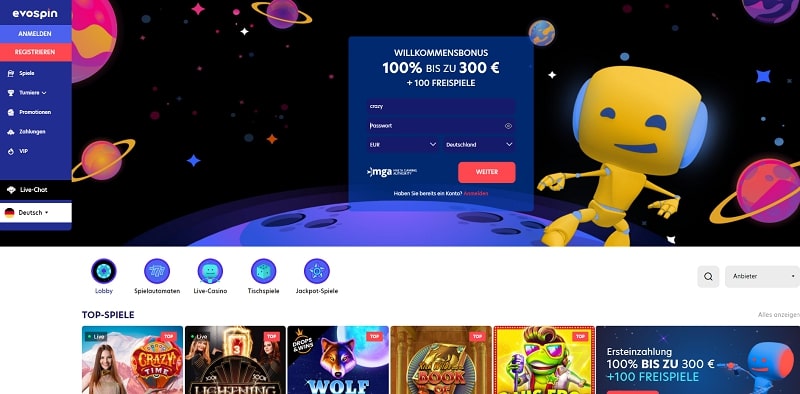 evospin
ANMELDEN
REGISTRIEREN
Spiele
Turniere
Promotionen
Zahlungen
VIP
Live-Chat
Deutsch
WILLKOMMENSBONUS
100% BIS ZU 300 €
+ 100 FREISPIELE
crazy
Passwort
EUR
Deutschland
mga MALTA GAMING
AUTHORITY
WEITER
Haben Sie bereits ein Konto? Anmelden
Lobby
Spielautomaten
Live-Casino
Tischspiele
Jackpot-Spiele
Anbieter
TOP-SPIELE
Alles anzeigen
Live
TOP
CRAZY
TIME
Live
TOP
LIGHTNING
DROPS
& WINS
TOP
WOLF
TOP
BOOK
TOP
TOP
Ersteinzahlung
100% BIS ZU 300 €
+100 FREISPIELE